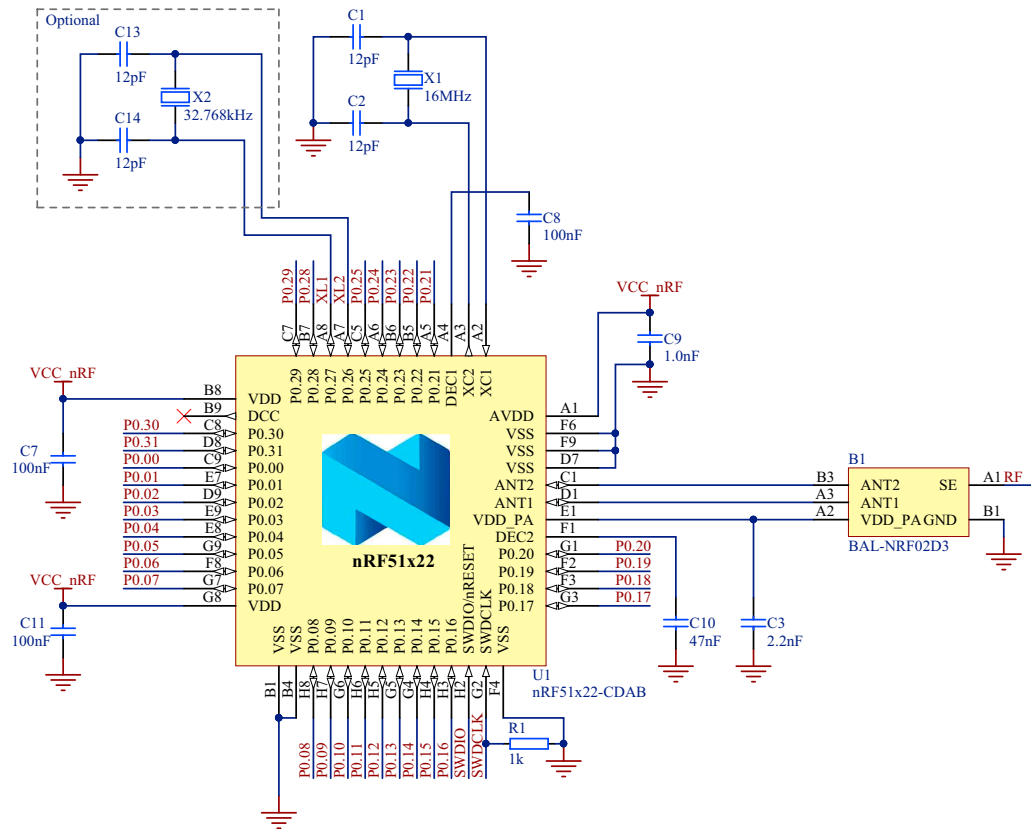 Optional
C13
12pF
X2
32.768kHz
C14
12pF
C1
12pF
X1
16MHz
C2
12pF
C8
100nF
P0.29
P0.28
XL1
XL2
P0.25
P0.24
P0.23
P0.22
P0.21
C7
B7
A8
A7
C5
A6
B6
B5
A5
A4
A3
A2
P0.29
P0.28
P0.27
P0.26
P0.25
P0.24
P0.23
P0.22
P0.21
DEC1
XC2
XC1
VCC_nRF
C9
1.0nF
VCC_nRF
C7
100nF
B8 VDD
B9 DCC
P0.30 C8 P0.30
P0.31 D8 P0.31
P0.00 C9 P0.00
P0.01 E7 P0.01
P0.02 D9 P0.02
P0.03 E9 P0.03
P0.04 E8 P0.04
P0.05 G9 P0.05
P0.06 F8 P0.06
P0.07 G7 P0.07
G8 VDD
VCC_nRF
C11
100nF
nRF51x22
AVDD A1
VSS F6
VSS F9
VSS D7
ANT2 C1
ANT1 D1
VDD_PA E1
DEC2 F1
P0.20 G1 P0.20
P0.19 F2 P0.19
P0.18 F3 P0.18
P0.17 G3 P0.17
B1
B3 ANT2 SE A1 RF
A3 ANT1
A2 VDD_PA GND B1
BAL-NRF02D3
C10
47nF
C3
2.2nF
VSS
VSS
P0.08
P0.09
P0.10
P0.11
P0.12
P0.13
P0.14
P0.15
P0.16
SWDIO/nRESET
SWDCLK
VSS
U1
nRF51x22-CDAB
B1
B4
H8
H7
G6
H6
H5
G5
G4
H4
H3
H2
G2
F4
P0.08
P0.09
P0.10
P0.11
P0.12
P0.13
P0.14
P0.15
P0.16
SWDIO
SWDCLK
R1
1k